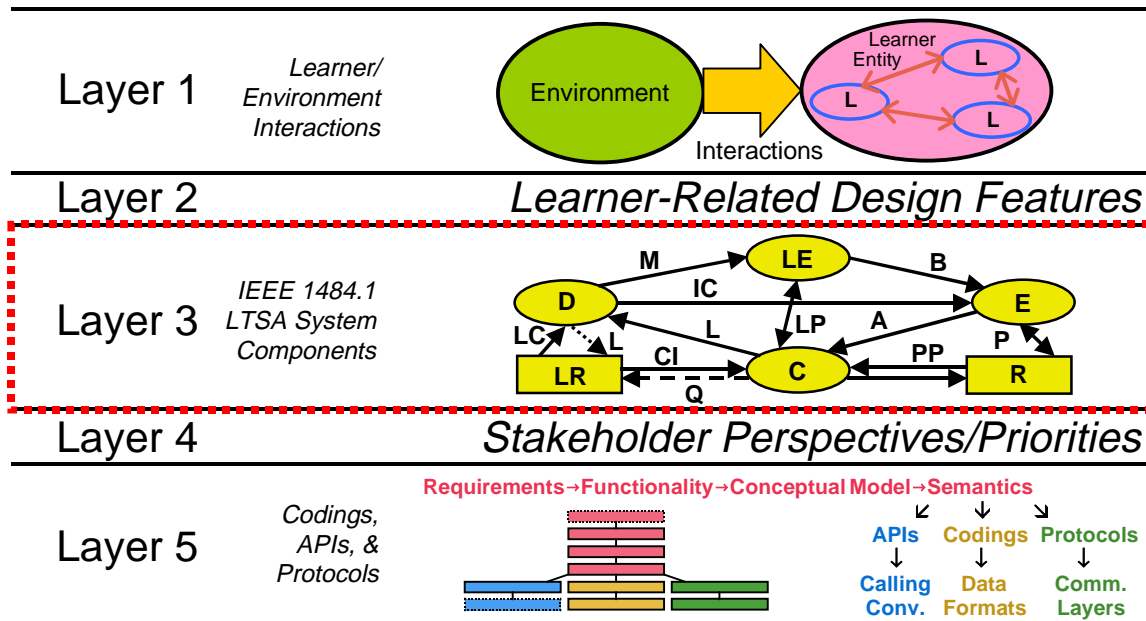 Layer 1
Learner/
Environment
Interactions
Environment
Interactions
Learner
Entity
L
L
L
Layer 2
Learner-Related Design Features
Layer 3
IEEE 1484.1
LTSA System
Components
M
LE
B
D
IC
E
LC
L
L
LP
A
P
CI
PP
LR
C
R
Q
Layer 4
Stakeholder Perspectives/Priorities
Layer 5
Codings,
APIs, &
Protocols
Requirements→Functionality→Conceptual Model→Semantics
APIs
Codings
Protocols
Calling
Conv.
Data
Formats
Comm.
Layers